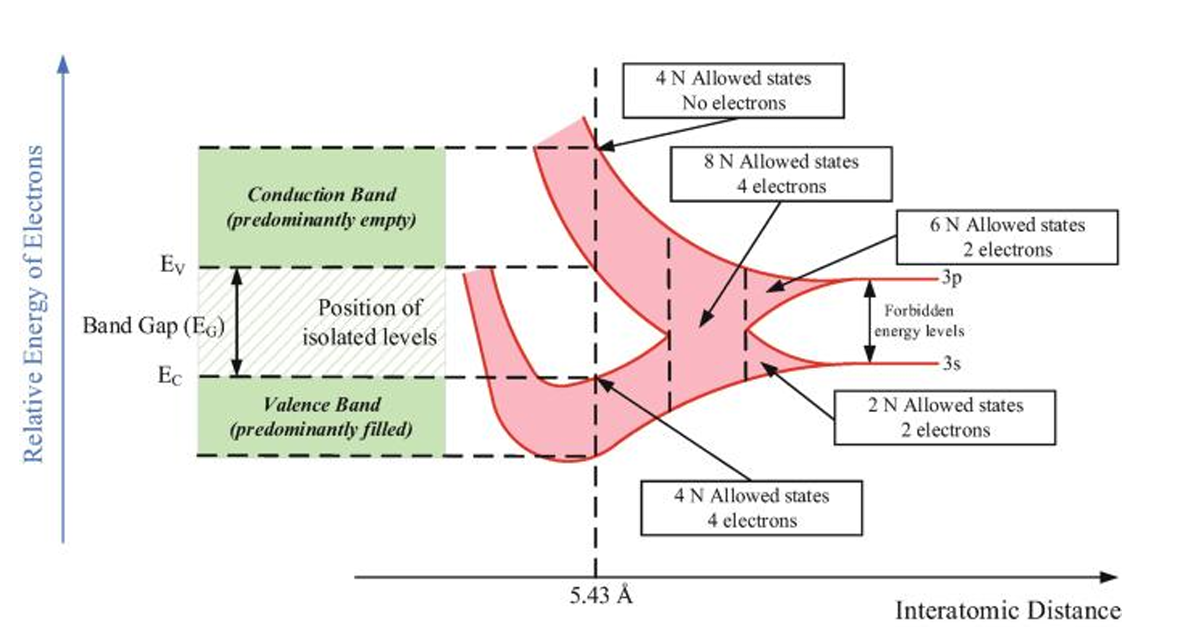 Relative Energy of Electrons
4 N Allowed states
No electrons
8 N Allowed states
4 electrons
Conduction Band
(predominantly empty)
6 N Allowed states
2 electrons
E_V
3p
Position of
isolated levels
Band Gap (E_G)
Forbidden
energy levels
E_C
3s
Valence Band
(predominantly filled)
2 N Allowed states
2 electrons
4 N Allowed states
4 electrons
5.43 Å
Interatomic Distance